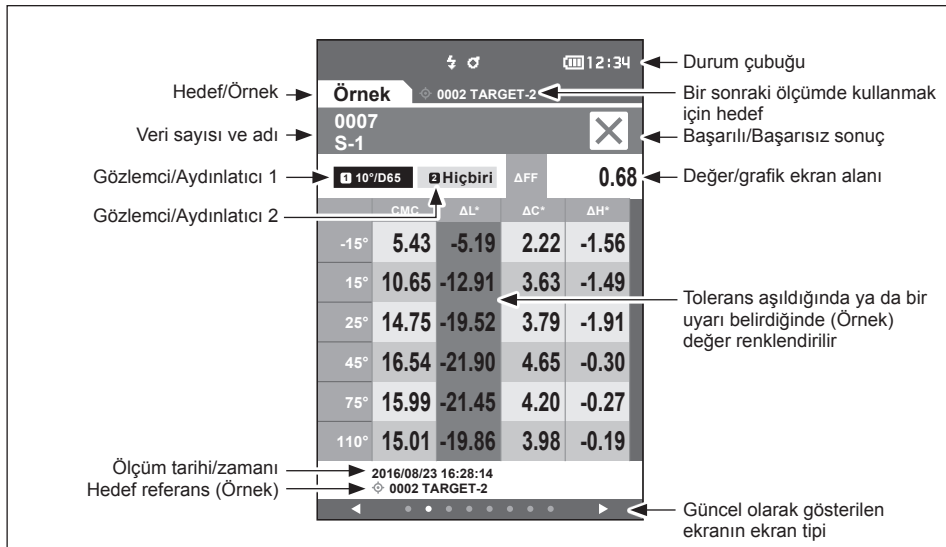 12:34
Durum çubuğu
Hedef/Örnek
Örnek
0002 TARGET-2
Bir sonraki ölçümde kullanmak
için hedef
Veri sayısı ve adı
0007
S-1
Başarılı/Başarısız sonuç
Gözlemci/Aydınlatıcı 1
1 10°/D65
2 Hiçbiri
ΔFF
0.68
Değer/grafik ekran alanı
Gözlemci/Aydınlatıcı 2
CMC ΔL* ΔC* ΔH*
-15° 5.43 -5.19 2.22 -1.56
15° 10.65 -12.91 3.63 -1.49
25° 14.75 -19.52 3.79 -1.91
45° 16.54 -21.90 4.65 -0.30
75° 15.99 -21.45 4.20 -0.27
110° 15.01 -19.86 3.98 -0.19
Tolerans aşıldığında ya da bir
uyarı belirdiğinde (Örnek)
değer renklendirilir
Ölçüm tarihi/zamanı
2016/08/23 16:28:14
Hedef referans (Örnek)
0002 TARGET-2
Güncel olarak gösterilen
ekranın ekran tipi